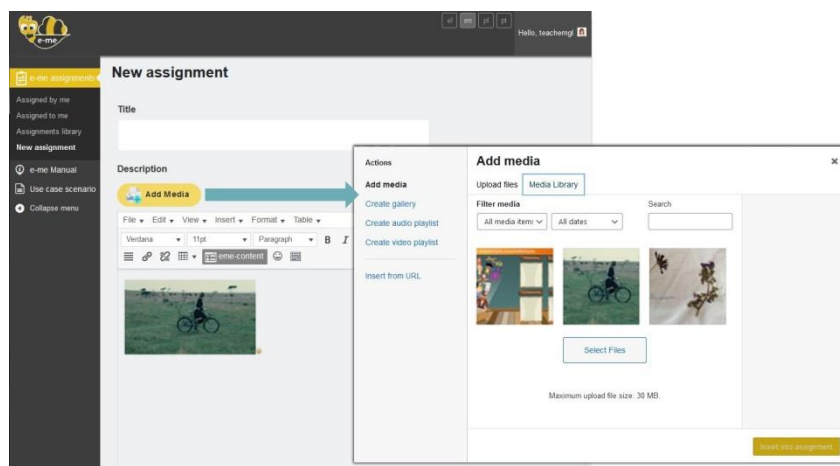 e-me
el en pl pt
Hello, teachemgl
e-me assignments
Assigned by me
Assigned to me
Assignments library
New assignment
e-me Manual
Use case scenario
Collapse menu
New assignment
Title
Description
Add Media
File Edit View Insert Format Table
Verdana 11pt Paragraph B I
eme-content
Actions
Add media
Create gallery
Create audio playlist
Create video playlist
Insert from URL
Add media
×
Upload files Media Library
Filter media Search
All media item: All dates
Select Files
Maximum upload file size: 30 MB.
Insert into assignment